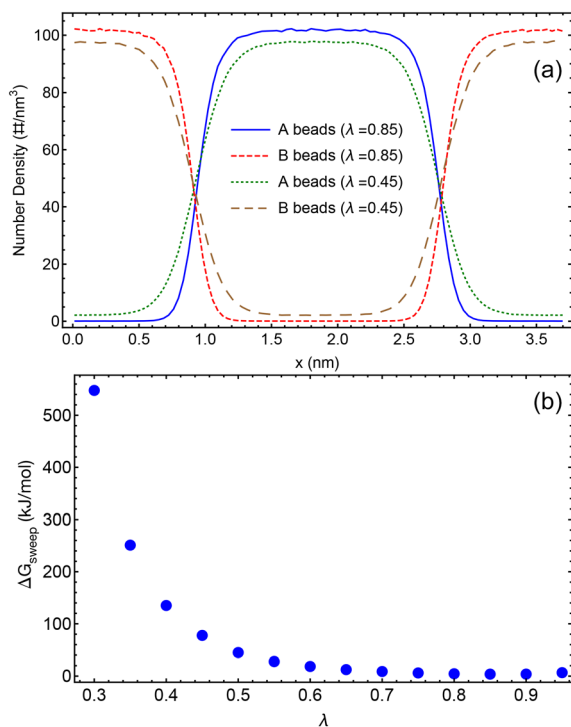 100
80
60
40
20
0
Number Density (#/nm³)
(a)
A beads (λ =0.85)
B beads (λ =0.85)
A beads (λ =0.45)
B beads (λ =0.45)
0.0 0.5 1.0 1.5 2.0 2.5 3.0 3.5
x (nm)
(b)
500
400
300
200
100
0
ΔGsweep (kJ/mol)
0.3 0.4 0.5 0.6 0.7 0.8 0.9
λ